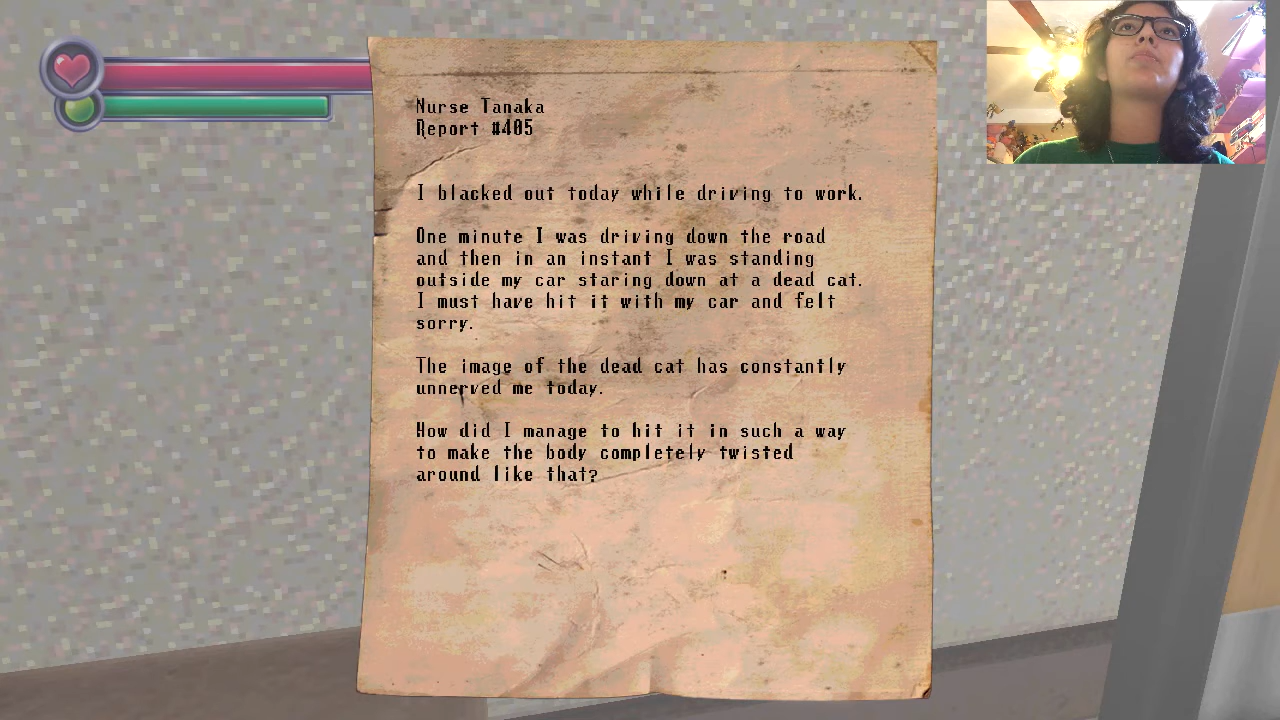 Nurse Tanaka
Report #405
I blacked out today while driving to work.
One minute I was driving down the road
and then in an instant I was standing
outside my car staring down at a dead cat.
I must have hit it with my car and felt
sorry.
The image of the dead cat has constantly
unnerved me today.
How did I manage to hit it in such a way
to make the body completely twisted
around like that?